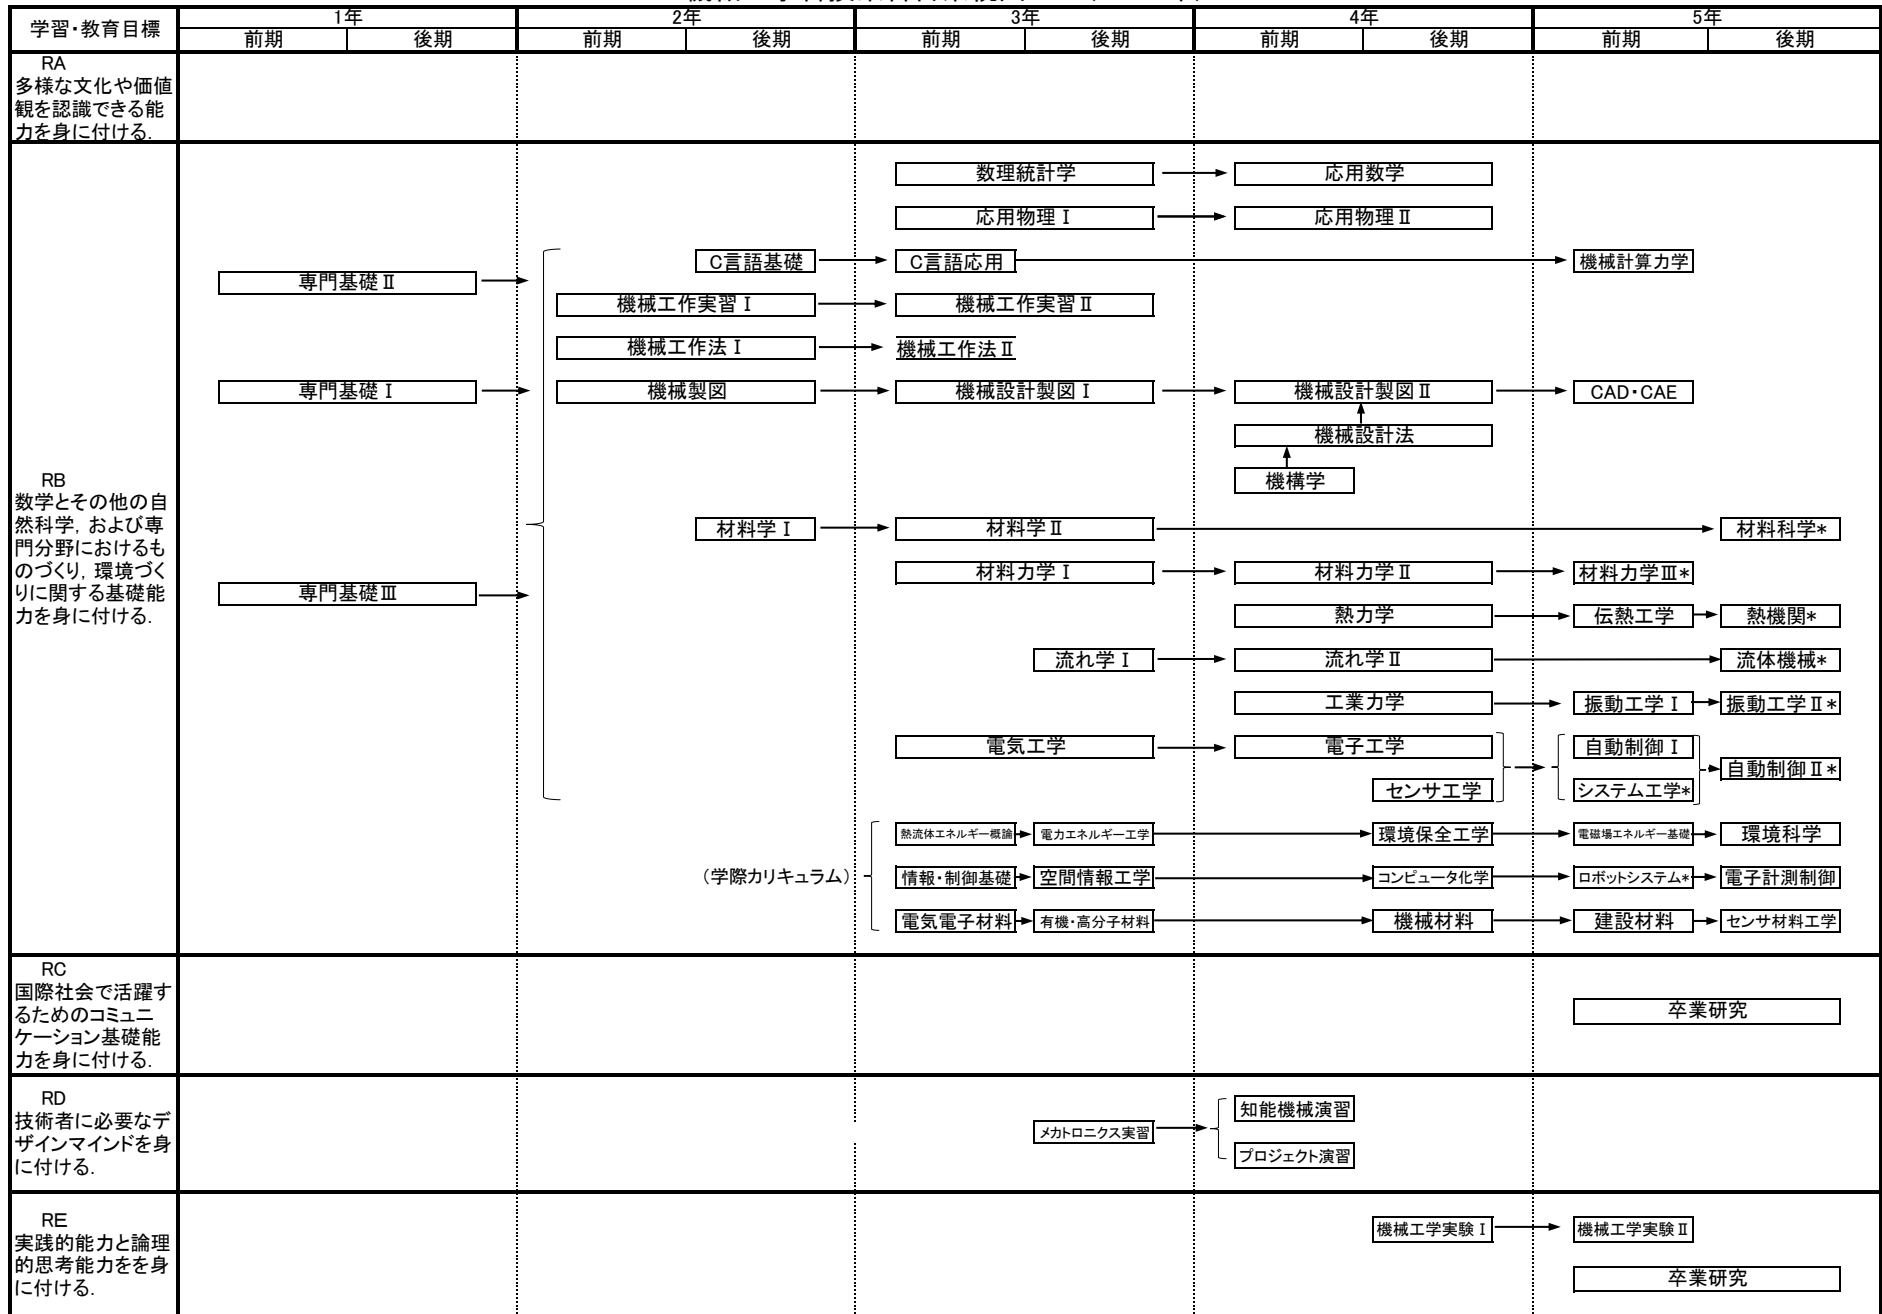 学習・教育目標
1年
2年
3年
4年
5年
前期
後期
前期
後期
前期
後期
前期
後期
前期
後期
RA
多様な文化や価値
観を認識できる能
力を身に付ける.
RB
数学とその他の自
然科学, および専
門分野におけるも
のづくり, 環境づく
りに関する基礎能
力を身に付ける.
数理統計学
応用数学
応用物理Ⅰ
応用物理Ⅱ
C言語基礎
C言語応用
機械計算力学
専門基礎Ⅱ
機械工作実習Ⅰ
機械工作実習Ⅱ
機械工作法Ⅰ
機械工作法Ⅱ
専門基礎Ⅰ
機械製図
機械設計製図Ⅰ
機械設計製図Ⅱ
CAD・CAE
機械設計法
機構学
材料学Ⅰ
材料学Ⅱ
材料科学*
材料力学Ⅰ
材料力学Ⅱ
材料力学Ⅲ*
専門基礎Ⅲ
熱力学
伝熱工学
熱機関*
流れ学Ⅰ
流れ学Ⅱ
流体機械*
工業力学
振動工学Ⅰ
振動工学Ⅱ*
電気工学
電子工学
自動制御Ⅰ
自動制御Ⅱ*
センサ工学
システム工学*
熱流体エネルギー概論
電力エネルギー工学
環境保全工学
電磁場エネルギー基礎
環境科学
(学際カリキュラム)
情報・制御基礎
空間情報工学
コンピュータ化学
ロボットシステム*
電子計測制御
電気電子材料
有機・高分子材料
機械材料
建設材料
センサ材料工学
RC
国際社会で活躍す
るためのコミュニ
ケーション基礎能
力を身に付ける.
卒業研究
RD
技術者に必要なデ
ザインマインドを身
に付ける.
メカトロニクス実習
知能機械演習
プロジェクト演習
RE
実践的能力と論理
的思考能力をを身
に付ける.
機械工学実験Ⅰ
機械工学実験Ⅱ
卒業研究